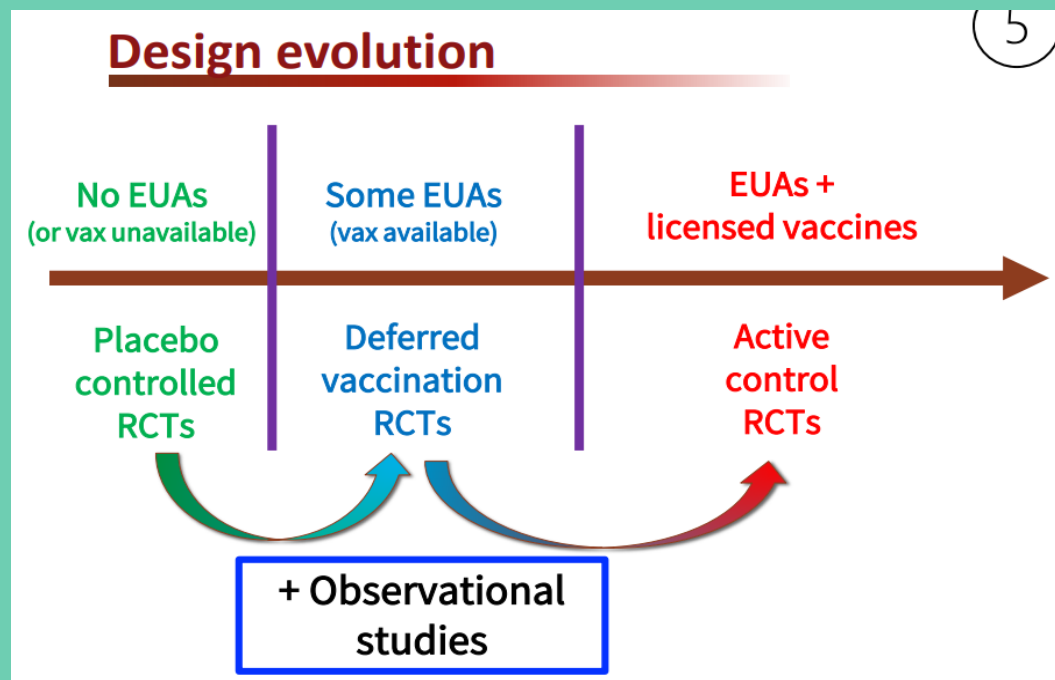 Design evolution
5
No EUAs
(or vax unavailable)
Some EUAs
(vax available)
EUAs +
licensed vaccines
Placebo
controlled
RCTs
Deferred
vaccination
RCTs
Active
control
RCTs
+ Observational
studies